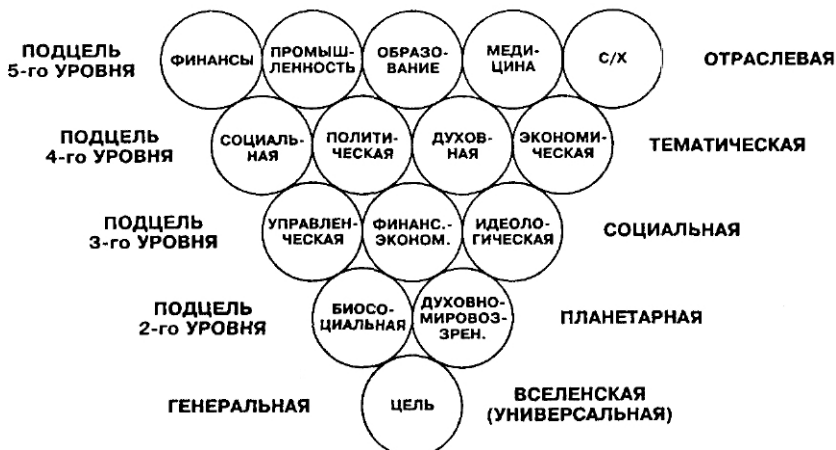 ПОДЦЕЛЬ
5-го УРОВНЯ
ФИНАНСЫ
ПРОМЫШ-
ЛЕННОСТЬ
ОБРАЗО-
ВАНИЕ
МЕДИ-
ЦИНА
С/Х
ОТРАСЛЕВАЯ
ПОДЦЕЛЬ
4-го УРОВНЯ
СОЦИАЛЬ-
НАЯ
ПОЛИТИ-
ЧЕСКАЯ
ДУХОВ-
НАЯ
ЭКОНОМИ-
ЧЕСКАЯ
ТЕМАТИЧЕСКАЯ
ПОДЦЕЛЬ
3-го УРОВНЯ
УПРАВЛЕН-
ЧЕСКАЯ
ФИНАНС.-
ЭКОНОМ.
ИДЕОЛО-
ГИЧЕСКАЯ
СОЦИАЛЬНАЯ
ПОДЦЕЛЬ
2-го УРОВНЯ
БИОСО-
ЦИАЛЬНАЯ
ДУХОВНО-
МИРОВОЗ-
ЗРЕН.
ПЛАНЕТАРНАЯ
ГЕНЕРАЛЬНАЯ
ЦЕЛЬ
ВСЕЛЕНСКАЯ
(УНИВЕРСАЛЬНАЯ)